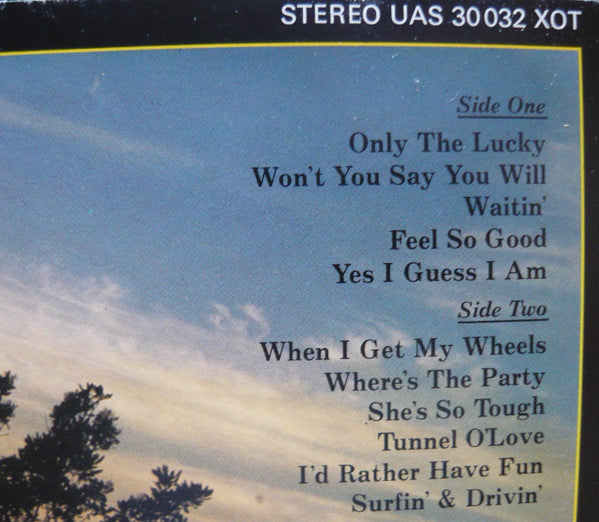 STEREO UAS 30 032 XOT
Side One
Only The Lucky
Won't You Say You Will
Waitin'
Feel So Good
Yes I Guess I Am
Side Two
When I Get My Wheels
Where's The Party
She's So Tough
Tunnel O'Love
I'd Rather Have Fun
Surfin' & Drivin'